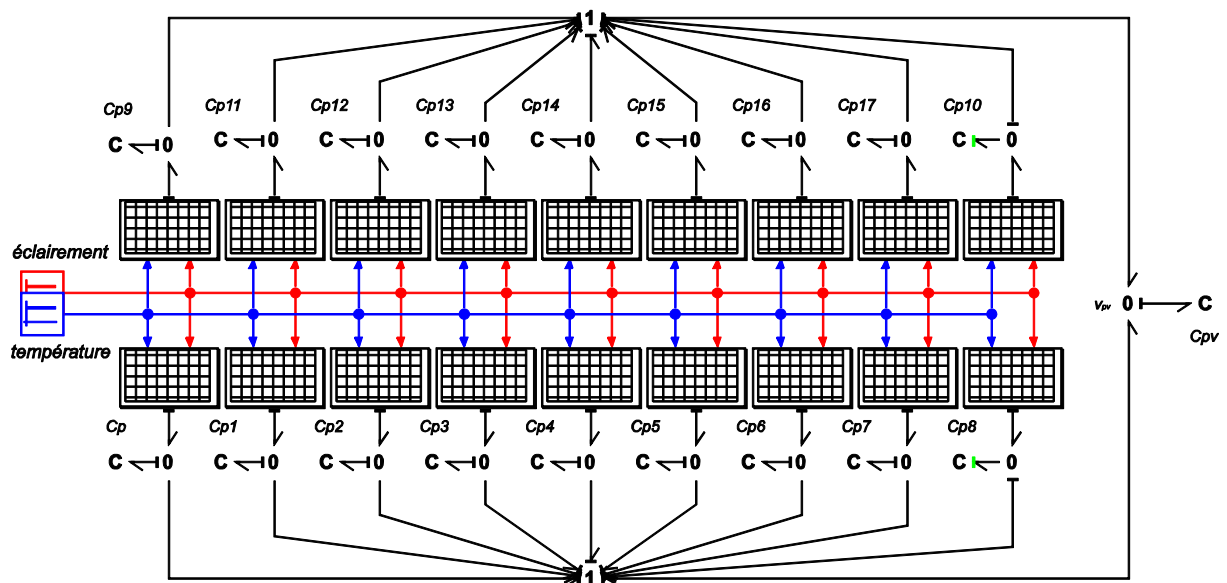 1
Cp9 Cp11 Cp12 Cp13 Cp14 Cp15 Cp16 Cp17 Cp10
C 0 C 0 C 0 C 0 C 0 C 0 C 0 C 0 C 0
éclairement
température
v_pv 0 C
Cpv
Cp Cp1 Cp2 Cp3 Cp4 Cp5 Cp6 Cp7 Cp8
C 0 C 0 C 0 C 0 C 0 C 0 C 0 C 0 C 0
1